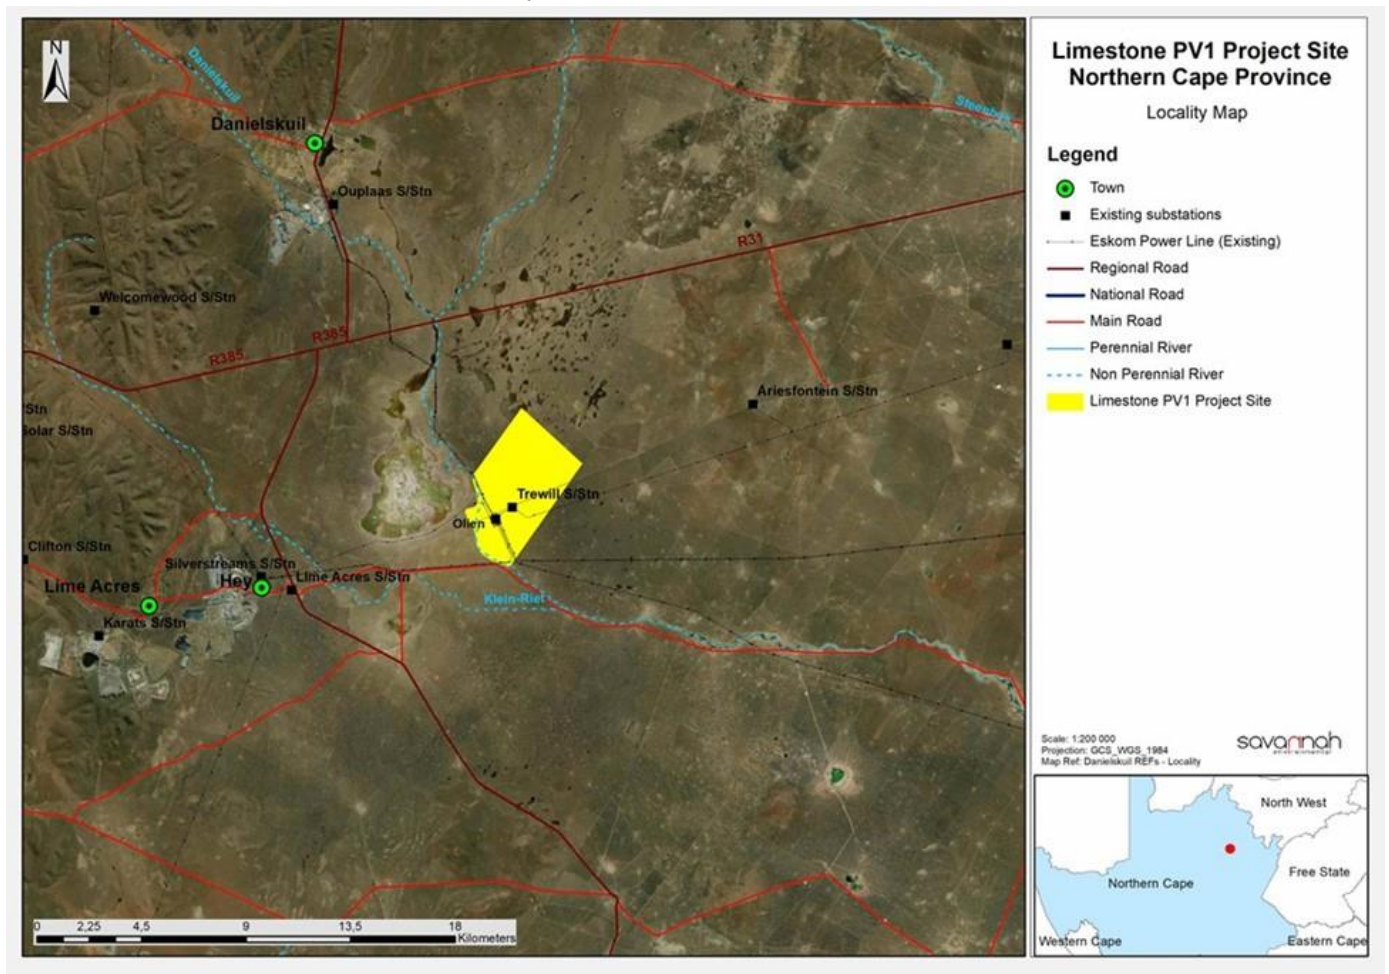 N
Danielskuil
Steenbok
Danielskuil
Ouplaas S/Stn
R31
Welcomewood S/Stn
R385
R385
Ariesfontein S/Stn
/Stn
Solar S/Stn
Trewill S/Stn
Olien
Clifton S/Stn
Silverstreams S/Stn
Hey
Lime Acres S/Stn
Lime Acres
Klein-Riet
Karats S/Stn
0 2,25 4,5 9 13,5 18
Kilometers
Limestone PV1 Project Site
Northern Cape Province
Locality Map
Legend
Town
Existing substations
Eskom Power Line (Existing)
Regional Road
National Road
Main Road
Perennial River
Non Perennial River
Limestone PV1 Project Site
Scale: 1:200 000
Projection: GCS_WGS_1984
Map Ref: Danielskuil REFs - Locality
savannah
environmental
North West
Free State
Northern Cape
Western Cape
Eastern Cape